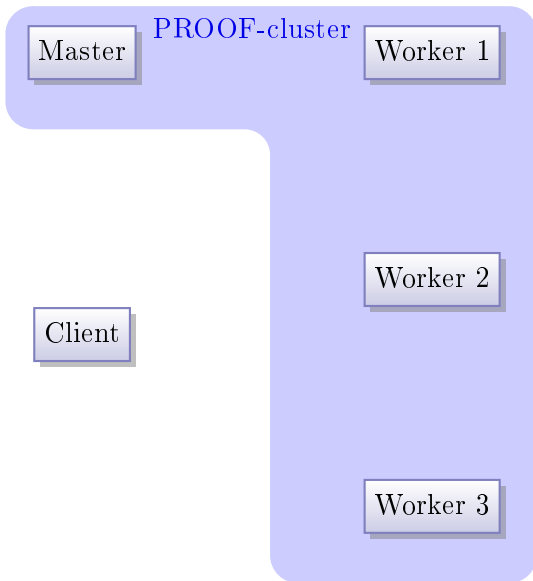 PROOF-cluster
Master
Worker 1
Worker 2
Client
Worker 3